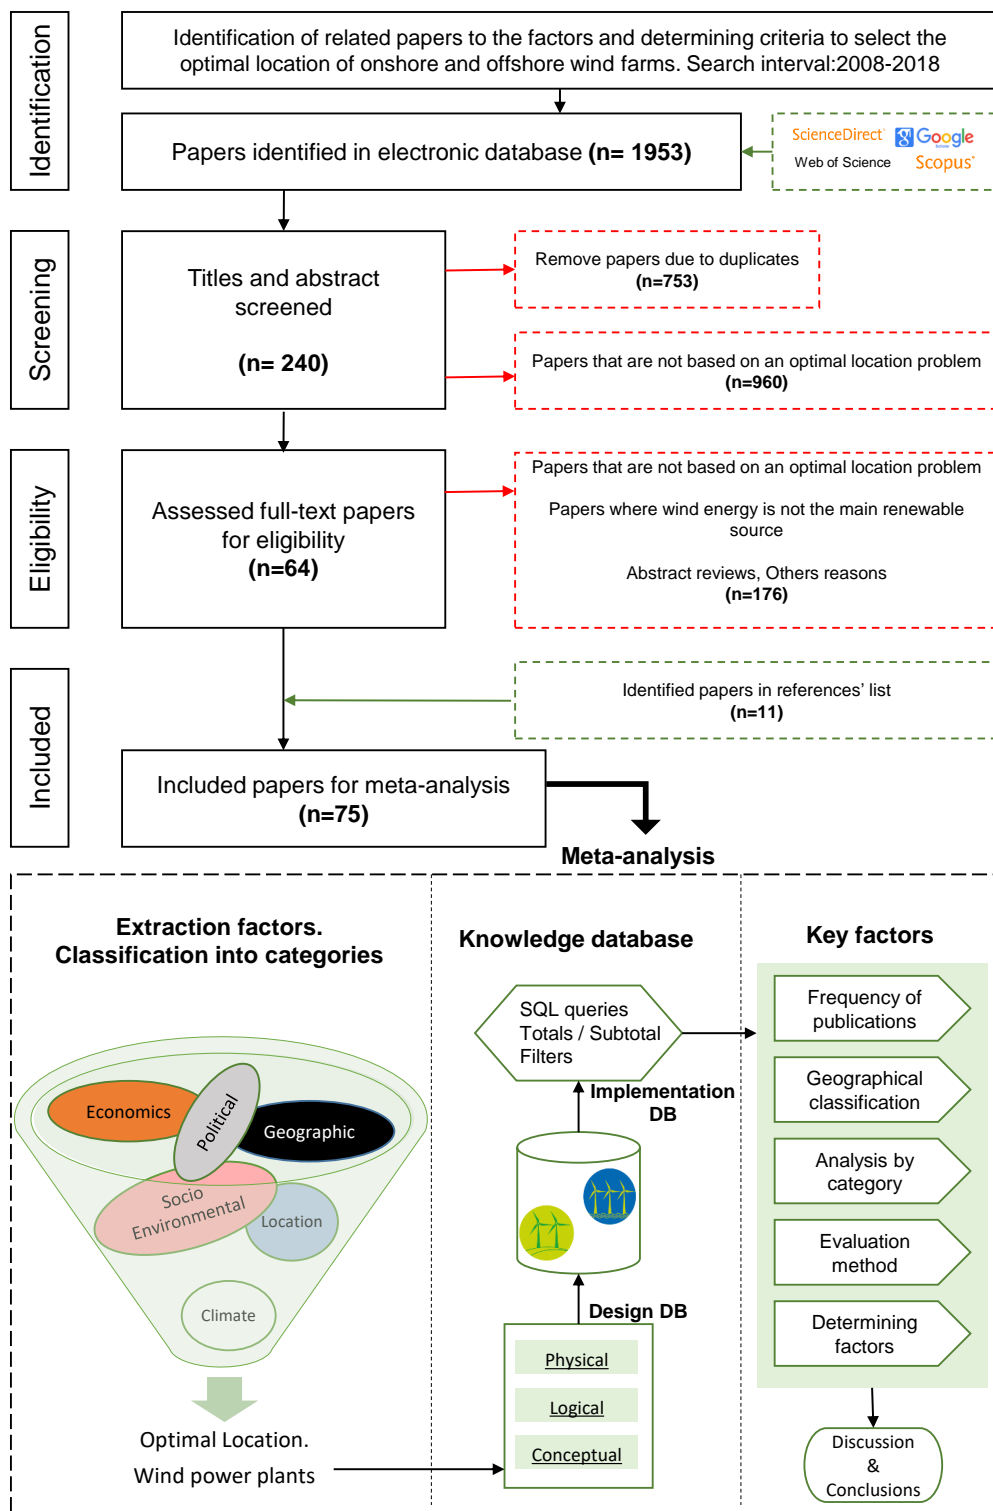 Identification
Identification of related papers to the factors and determining criteria to select the
optimal location of onshore and offshore wind farms. Search interval:2008-2018
Papers identified in electronic database (n= 1953)
ScienceDirect
Google
Web of Science
Scopus
Screening
Titles and abstract
screened
(n= 240)
Remove papers due to duplicates
(n=753)
Papers that are not based on an optimal location problem
(n=960)
Eligibility
Assessed full-text papers
for eligibility
(n=64)
Papers that are not based on an optimal location problem
Papers where wind energy is not the main renewable
source
Abstract reviews, Others reasons
(n=176)
Included
Identified papers in references’ list
(n=11)
Included papers for meta-analysis
(n=75)
Meta-analysis
Extraction factors.
Classification into categories
Economics
Political
Geographic
Socio
Environmental
Location
Climate
Optimal Location.
Wind power plants
Knowledge database
SQL queries
Totals / Subtotal
Filters
Implementation
DB
Design DB
Physical
Logical
Conceptual
Key factors
Frequency of
publications
Geographical
classification
Analysis by
category
Evaluation
method
Determining
factors
Discussion
&
Conclusions